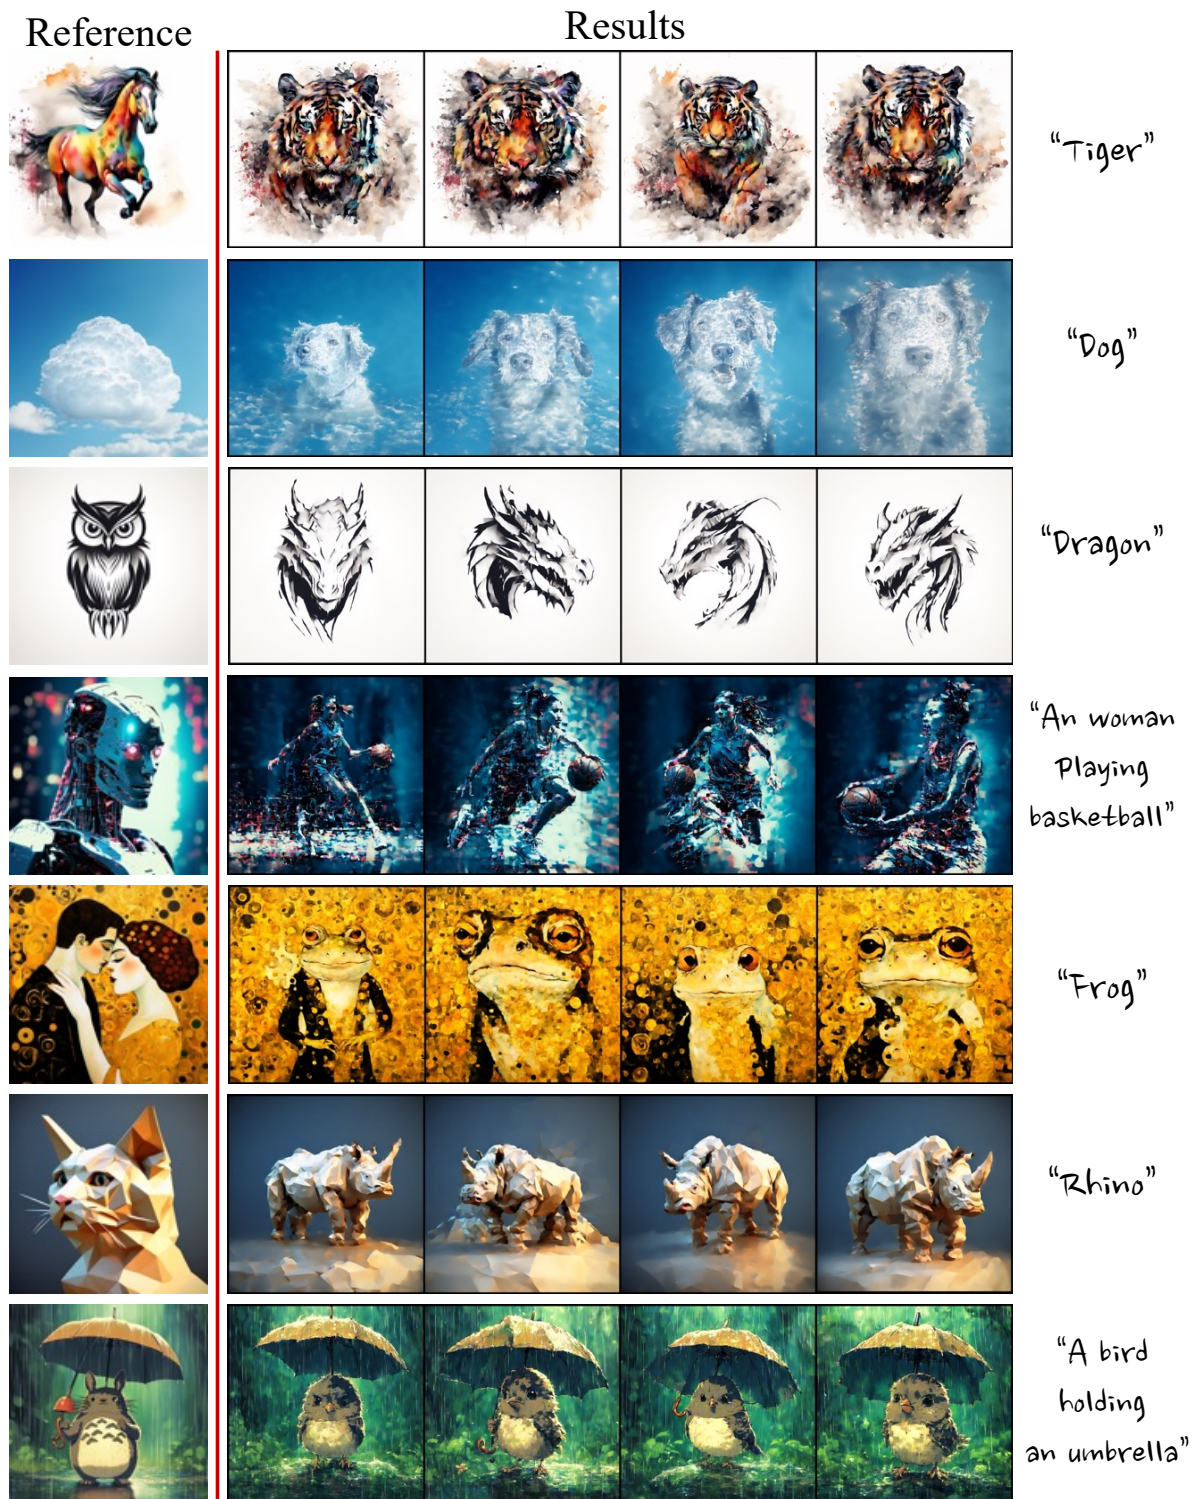 Reference
Results
“Tiger”
“Dog”
“Dragon”
“An woman
Playing
basketball”
“Frog”
“Rhino”
“A bird
holding
an umbrella”